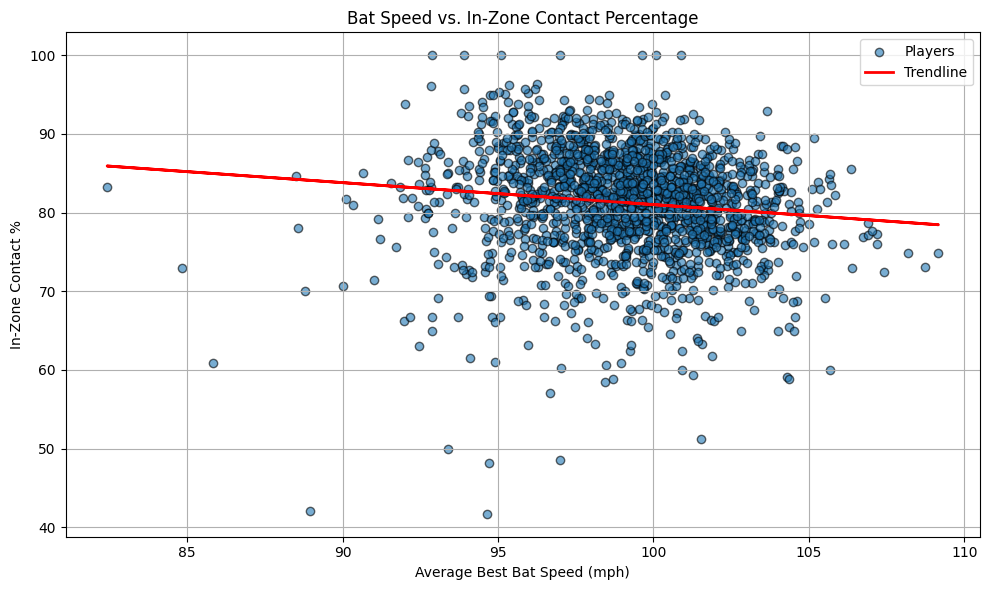 Bat Speed vs. In-Zone Contact Percentage
Players
Trendline
100
90
80
70
60
50
40
In-Zone Contact %
85
90
95
100
105
110
Average Best Bat Speed (mph)